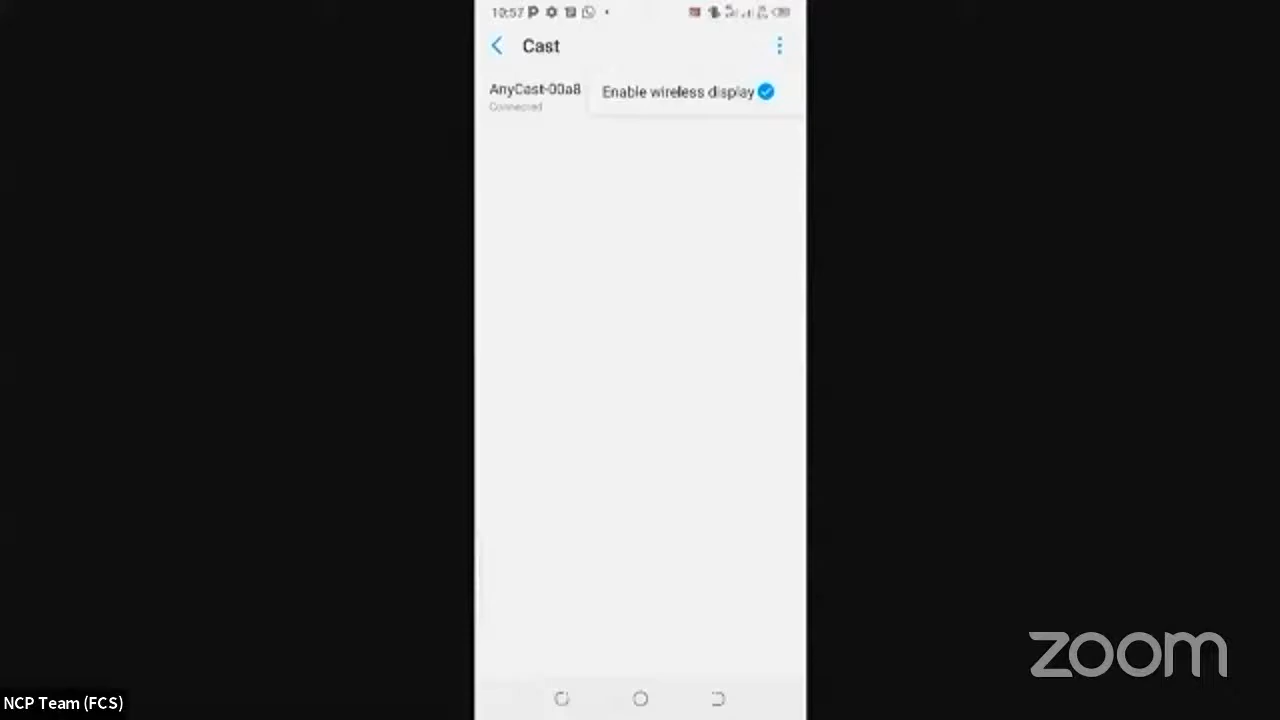 10:57
Cast
AnyCast-00a8
Enable wireless display
Connected
zoom
NCP Team (FCS)